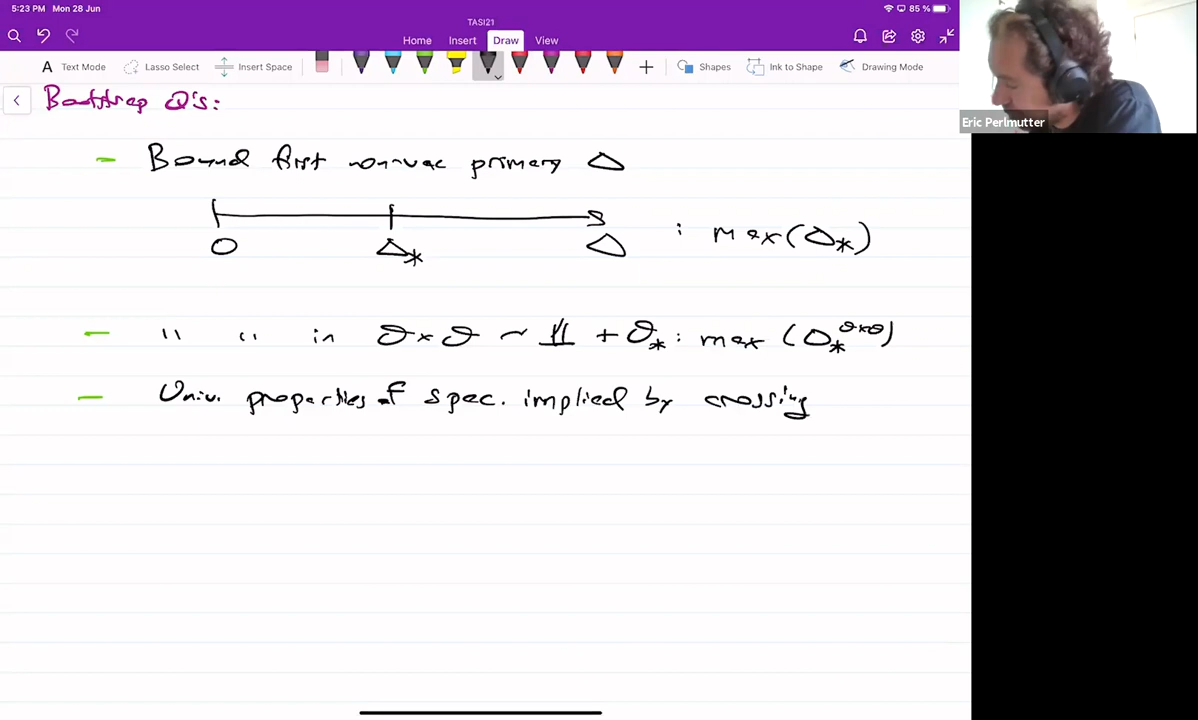 5:23 PM Mon 28 Jun
85 %
TASI21
Home Insert Draw View
Text Mode Lasso Select Insert Space Shapes Ink to Shape Drawing Mode
Eric Perlmutter
Bootstrap Q's:
- Bound first nonvac primary Δ
0 Δ* Δ : max(Δ*)
- " " in O×O ~ 𝟙 + O* : max (Δ*^{O×O})
- Univ. properties of spec. implied by crossing